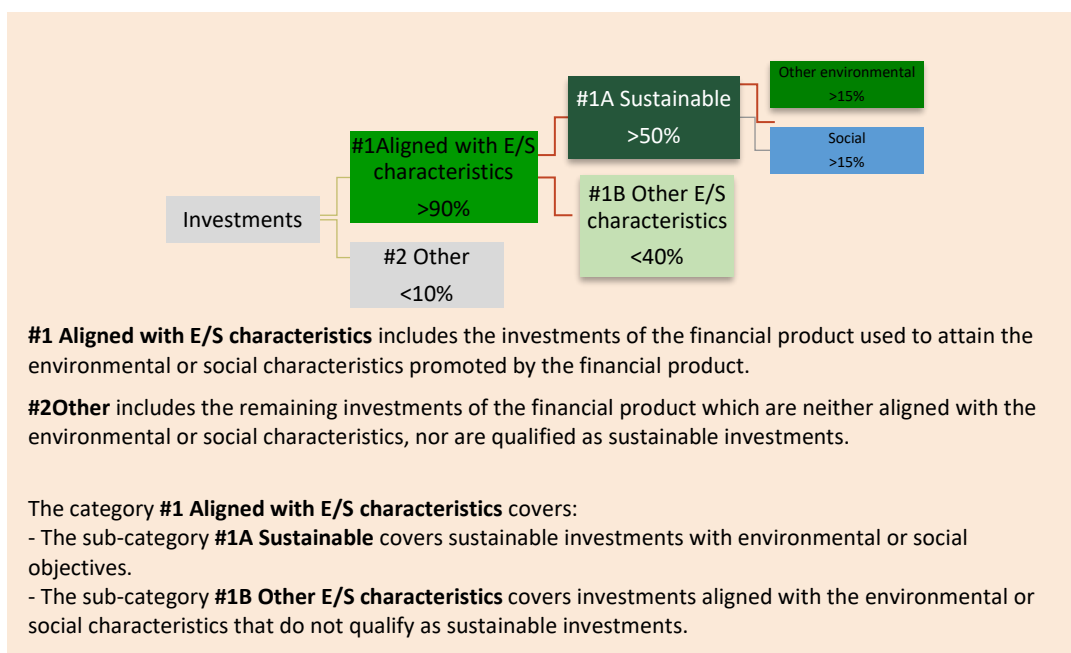 Other environmental
>15%
#1A Sustainable
>50%
Social
>15%
#1Aligned with E/S
characteristics
>90%
#1B Other E/S
characteristics
<40%
Investments
#2 Other
<10%
#1 Aligned with E/S characteristics includes the investments of the financial product used to attain the
environmental or social characteristics promoted by the financial product.
#2Other includes the remaining investments of the financial product which are neither aligned with the
environmental or social characteristics, nor are qualified as sustainable investments.
The category #1 Aligned with E/S characteristics covers:
- The sub-category #1A Sustainable covers sustainable investments with environmental or social
objectives.
- The sub-category #1B Other E/S characteristics covers investments aligned with the environmental or
social characteristics that do not qualify as sustainable investments.